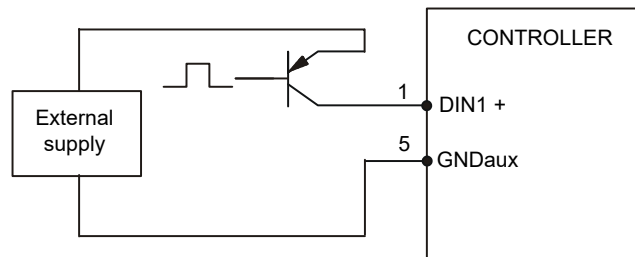 CONTROLLER
External
supply
1
DIN1 +
5
GNDaux